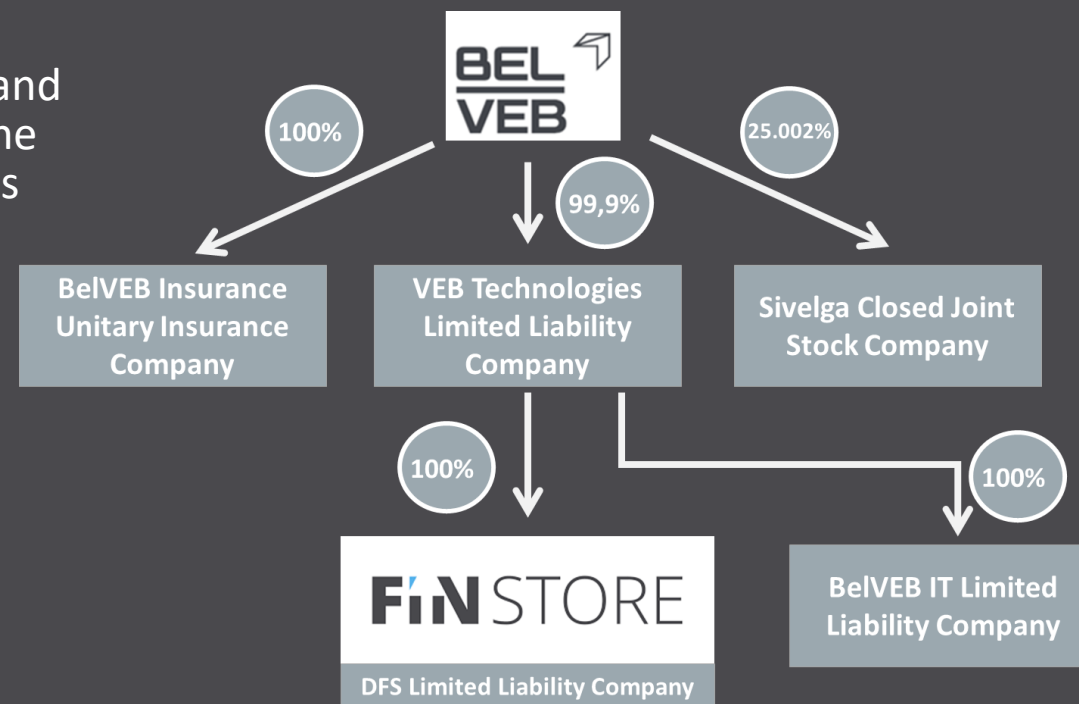 and
BEL
VEB
100%
25.002%
99,9%
BelVEB Insurance
Unitary Insurance
Company
VEB Technologies
Limited Liability
Company
Sivelga Closed Joint
Stock Company
100%
100%
FiN STORE
DFS Limited Liability Company
BelVEB IT Limited
Liability Company